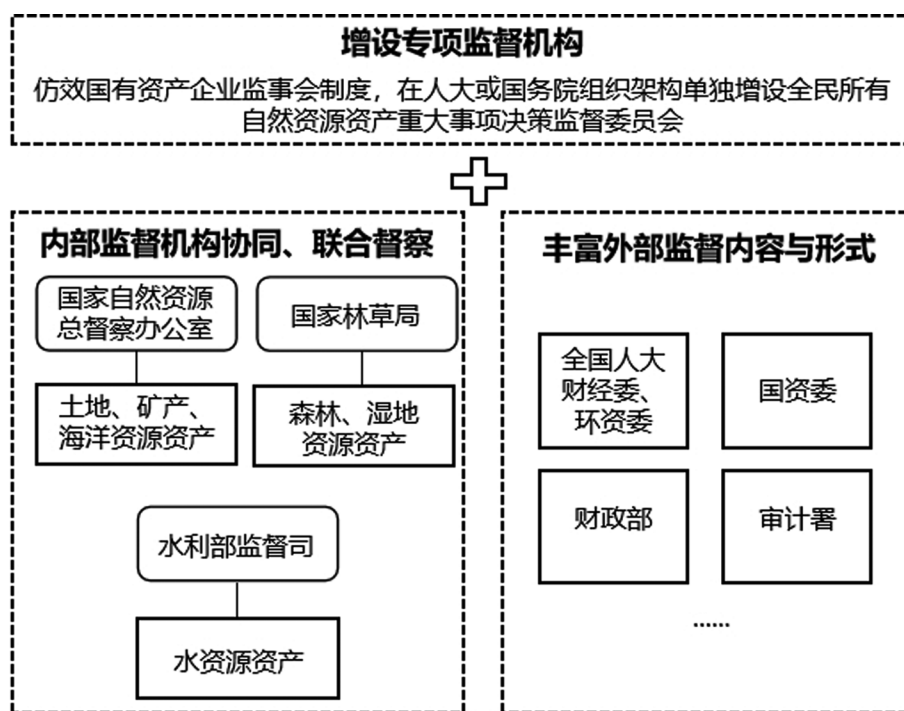 增设专项监督机构
仿效国有资产企业监事会制度，在人大或国务院组织架构单独增设全民所有
自然资源资产重大事项决策监督委员会
内部监督机构协同、联合督察
国家自然资源
总督察办公室
国家林草局
土地、矿产、
海洋资源资产
森林、湿地
资源资产
水利部监督司
水资源资产
丰富外部监督内容与形式
全国人大
财经委、
环资委
国资委
财政部
审计署
……